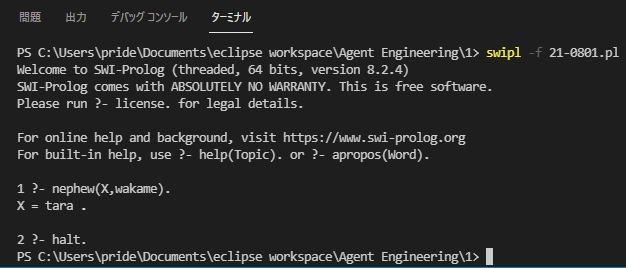 問題 出力 デバッグ コンソール ターミナル
PS C:\Users\pride\Documents\eclipse workspace\Agent Engineering\1> swipl -f 21-0801.pl
Welcome to SWI-Prolog (threaded, 64 bits, version 8.2.4)
SWI-Prolog comes with ABSOLUTELY NO WARRANTY. This is free software.
Please run ?- license. for legal details.
For online help and background, visit https://www.swi-prolog.org
For built-in help, use ?- help(Topic). or ?- apropos(Word).
1 ?- nephew(X,wakame).
X = tara .
2 ?- halt.
PS C:\Users\pride\Documents\eclipse workspace\Agent Engineering\1>